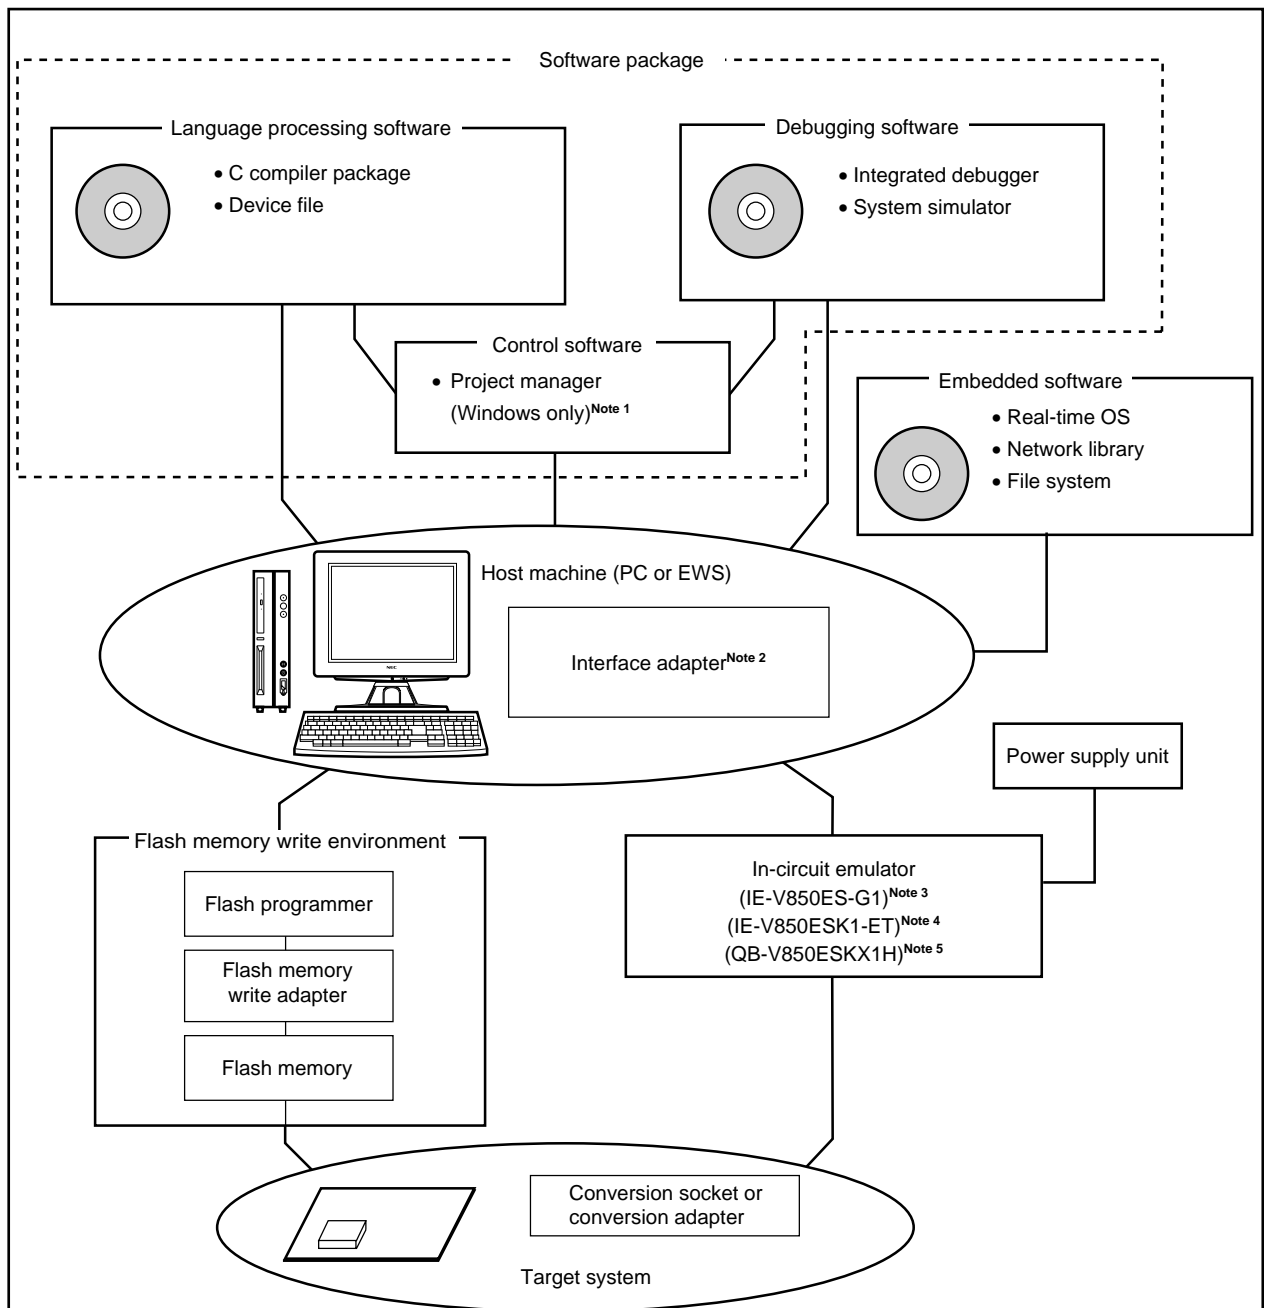 Software package
Language processing software
• C compiler package
• Device file
Debugging software
• Integrated debugger
• System simulator
Control software
• Project manager
(Windows only)Note 1
Embedded software
• Real-time OS
• Network library
• File system
Host machine (PC or EWS)
NEC
Interface adapterNote 2
Power supply unit
Flash memory write environment
Flash programmer
Flash memory
write adapter
Flash memory
In-circuit emulator
(IE-V850ES-G1)Note 3
(IE-V850ESK1-ET)Note 4
(QB-V850ESKX1H)Note 5
Conversion socket or
conversion adapter
Target system